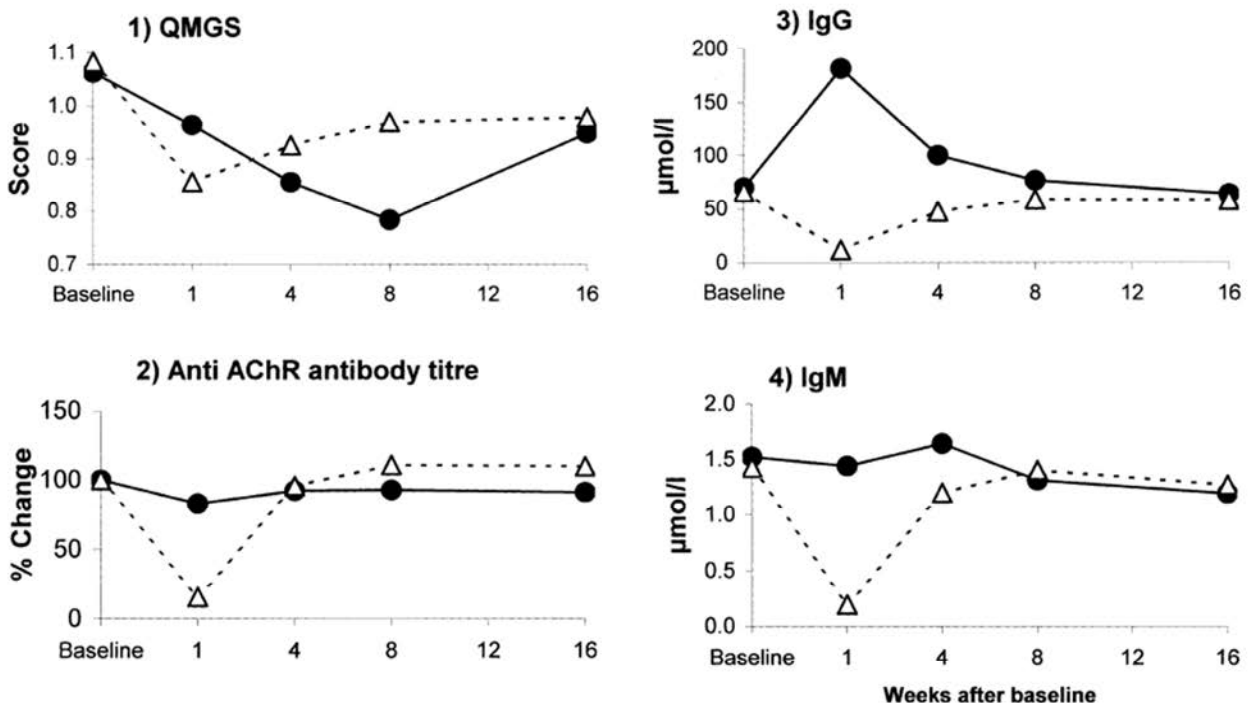 1) QMGS
1.1
1.0
0.9
0.8
0.7
Score
Baseline 1 4 8 12 16
3) IgG
200
150
100
50
0
µmol/l
Baseline 1 4 8 12 16
2) Anti AChR antibody titre
150
100
50
0
% Change
Baseline 1 4 8 12 16
4) IgM
2.0
1.5
1.0
0.5
0.0
µmol/l
Baseline 1 4 8 12 16
Weeks after baseline